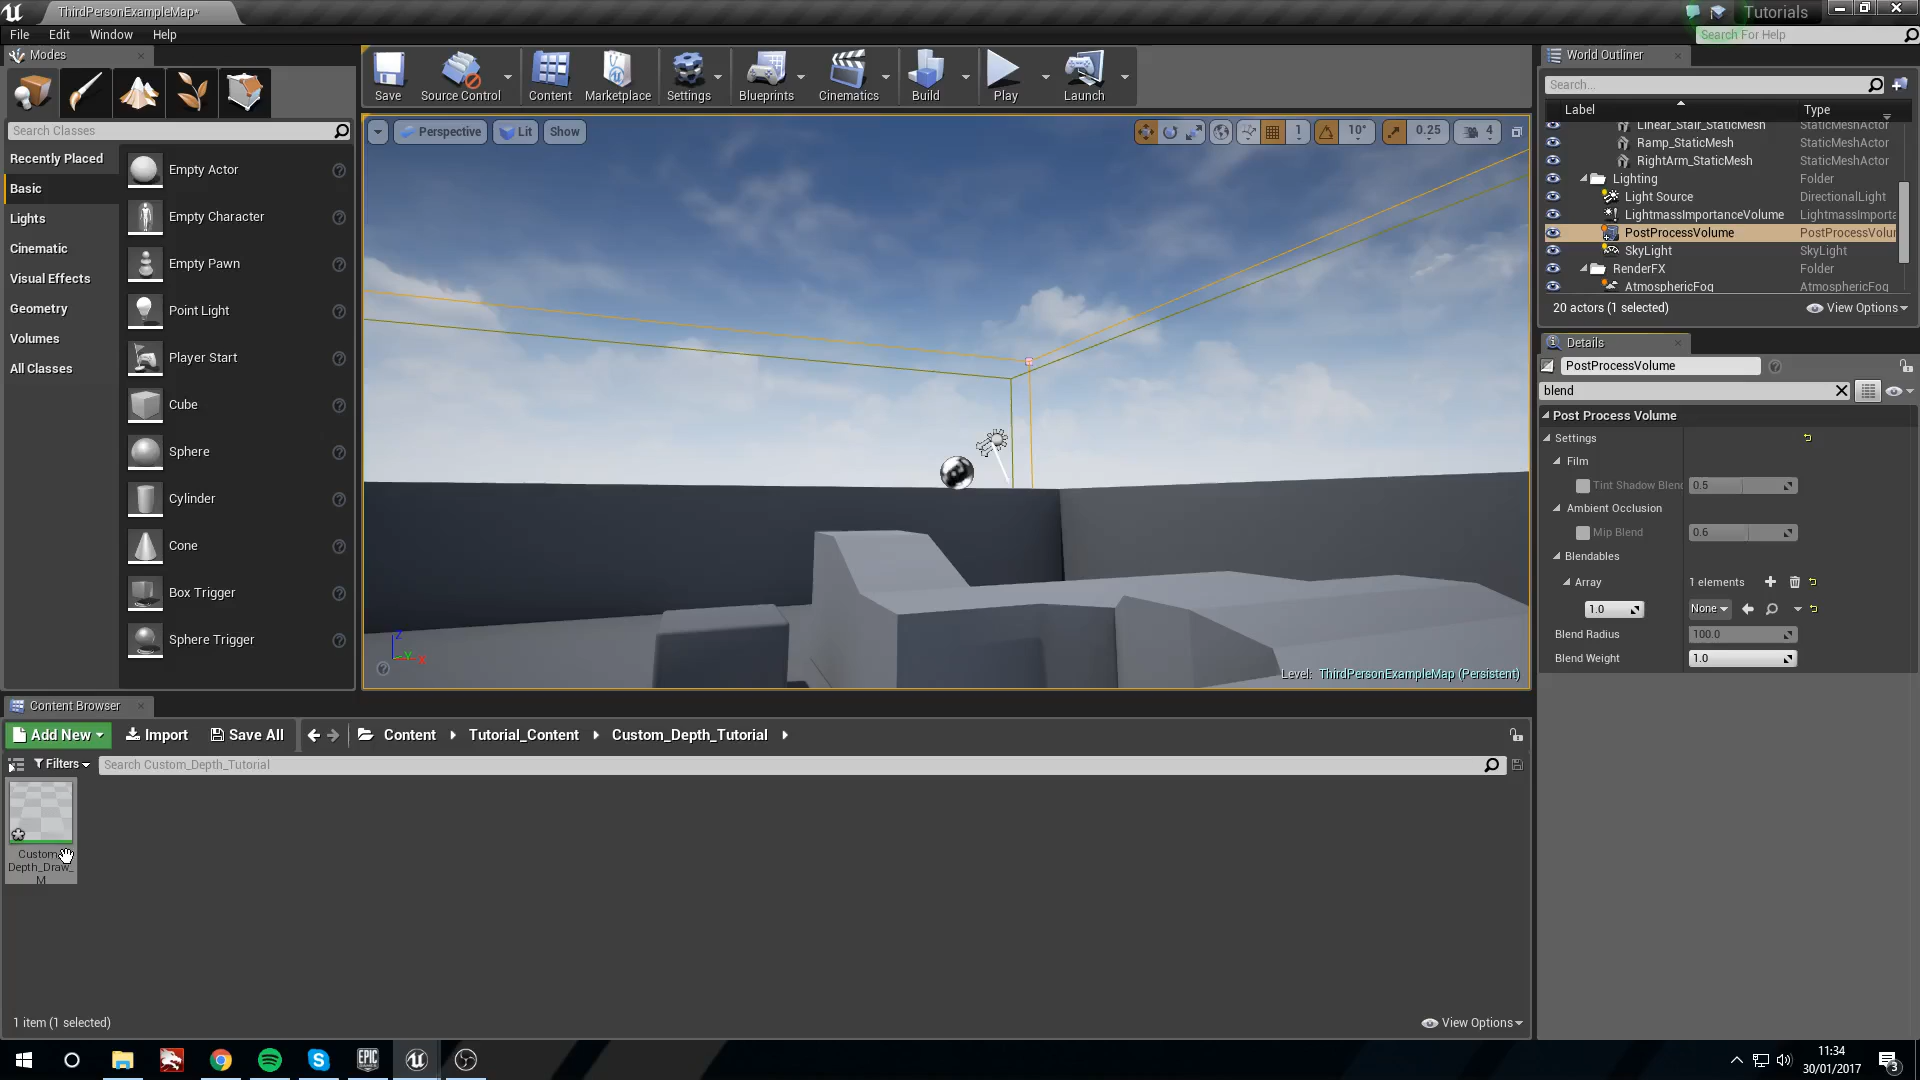 ThirdPersonExampleMap*
Tutorials
File Edit Window Help
Search For Help
Modes
Search Classes
Recently Placed
Basic
Lights
Cinematic
Visual Effects
Geometry
Volumes
All Classes
Empty Actor
Empty Character
Empty Pawn
Point Light
Player Start
Cube
Sphere
Cylinder
Cone
Box Trigger
Sphere Trigger
Save
Source Control
Content
Marketplace
Settings
Blueprints
Cinematics
Build
Play
Launch
Perspective Lit Show
1 10° 0.25 4
Z
Y
X
Level: ThirdPersonExampleMap (Persistent)
World Outliner
Search...
Label Type
Linear_Stair_StaticMesh StaticMeshActor
Ramp_StaticMesh StaticMeshActor
RightArm_StaticMesh StaticMeshActor
Lighting Folder
Light Source DirectionalLight
LightmassImportanceVolume LightmassImporta
PostProcessVolume PostProcessVolur
SkyLight SkyLight
RenderFX Folder
AtmosphericFog AtmosphericFog
20 actors (1 selected) View Options
Details
PostProcessVolume
blend
Post Process Volume
Settings
Film
Tint Shadow Blend 0.5
Ambient Occlusion
Mip Blend 0.6
Blendables
Array 1 elements
1.0 None
Blend Radius 100.0
Blend Weight 1.0
Content Browser
Add New Import Save All Content Tutorial_Content Custom_Depth_Tutorial
Filters Search Custom_Depth_Tutorial
Custom_
Depth_Draw_
M
1 item (1 selected)
View Options
EPIC
GAMES
11:34
30/01/2017
3